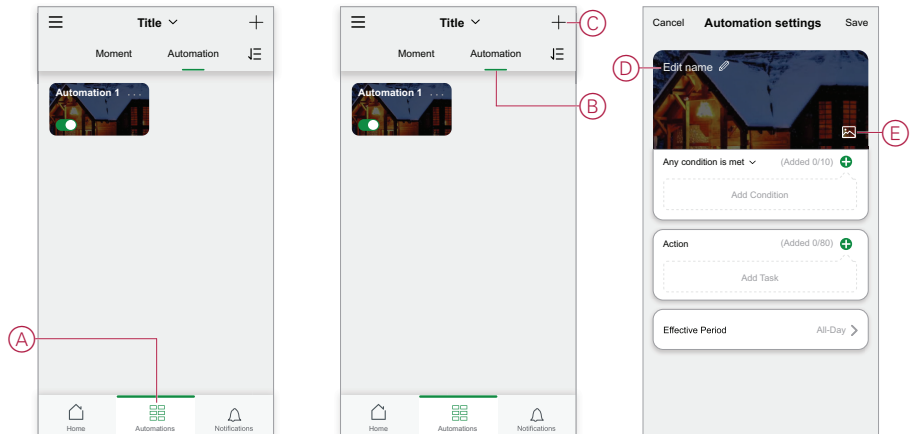 Title
Moment Automation
Automation 1 ...
A
Home Automations Notifications
Title
C
Moment Automation
B
Automation 1 ...
Home Automations Notifications
Cancel Automation settings Save
D Edit name
E
Any condition is met (Added 0/10)
Add Condition
Action (Added 0/80)
Add Task
Effective Period All-Day